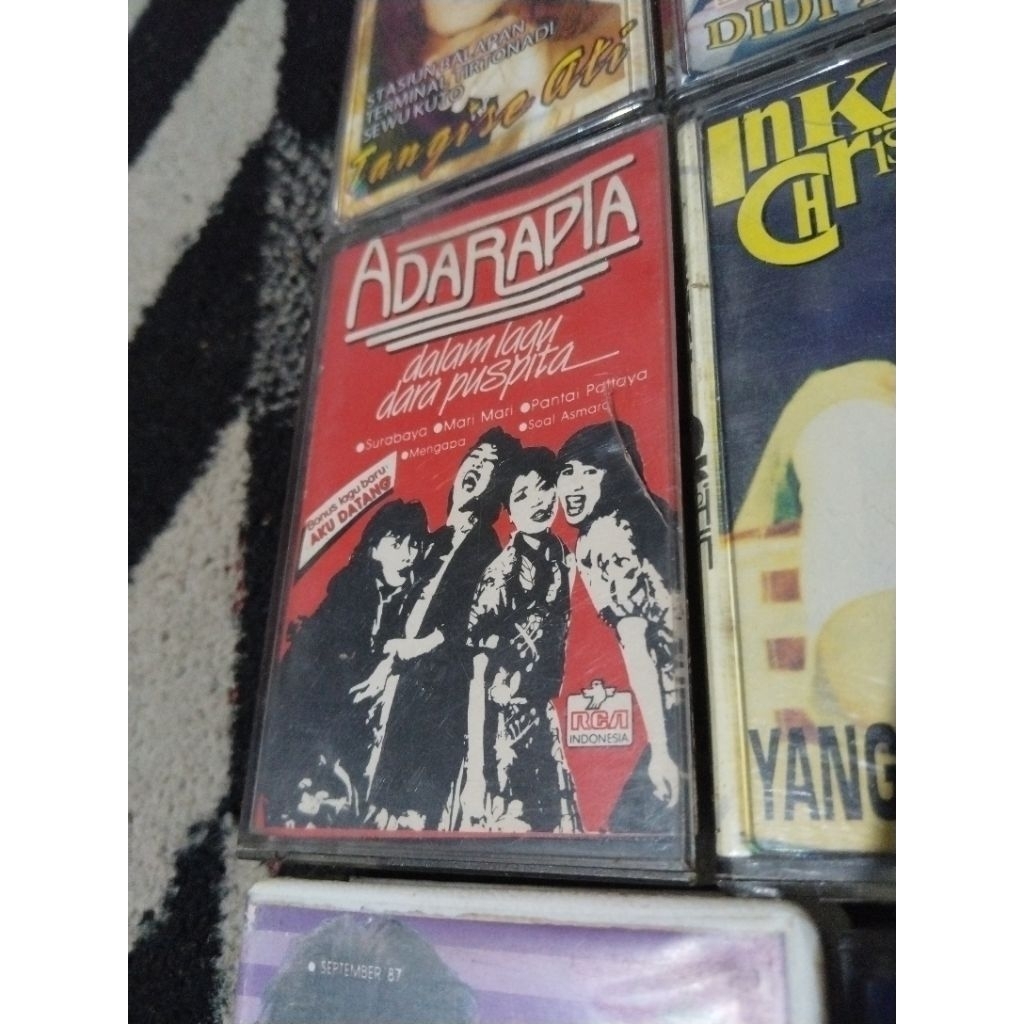 STASIUN BALAPAN
TERMINAL TIRTONADI
SEWU KUTO
Tangise Ati
DIDI
ADARAPTA
dalam lagu
dara puspita
•Surabaya •Mari Mari •Pantai Pattaya
•Mengapa •Soal Asmara
Bonus lagu baru:
AKU DATANG
RCA
INDONESIA
INKA
CHris
YANG
• SEPTEMBER 87